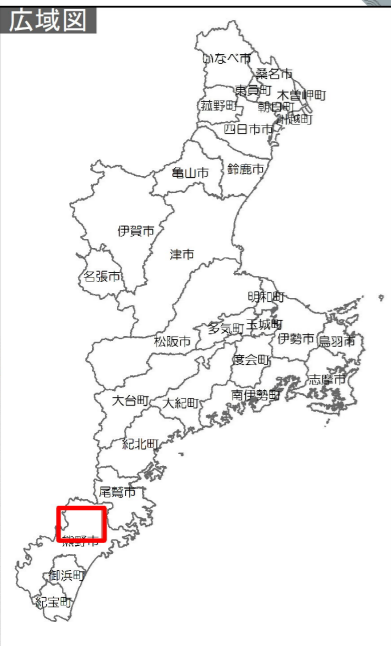 広域図
いなべ市
桑名市
東員町
木曽岬町
菰野町
朝日町
川越町
四日市市
亀山市
鈴鹿市
伊賀市
津市
名張市
明和町
松阪市
多気町
玉城町
伊勢市
鳥羽市
度会町
志摩市
大台町
大紀町
南伊勢町
紀北町
尾鷲市
熊野市
御浜町
紀宝町